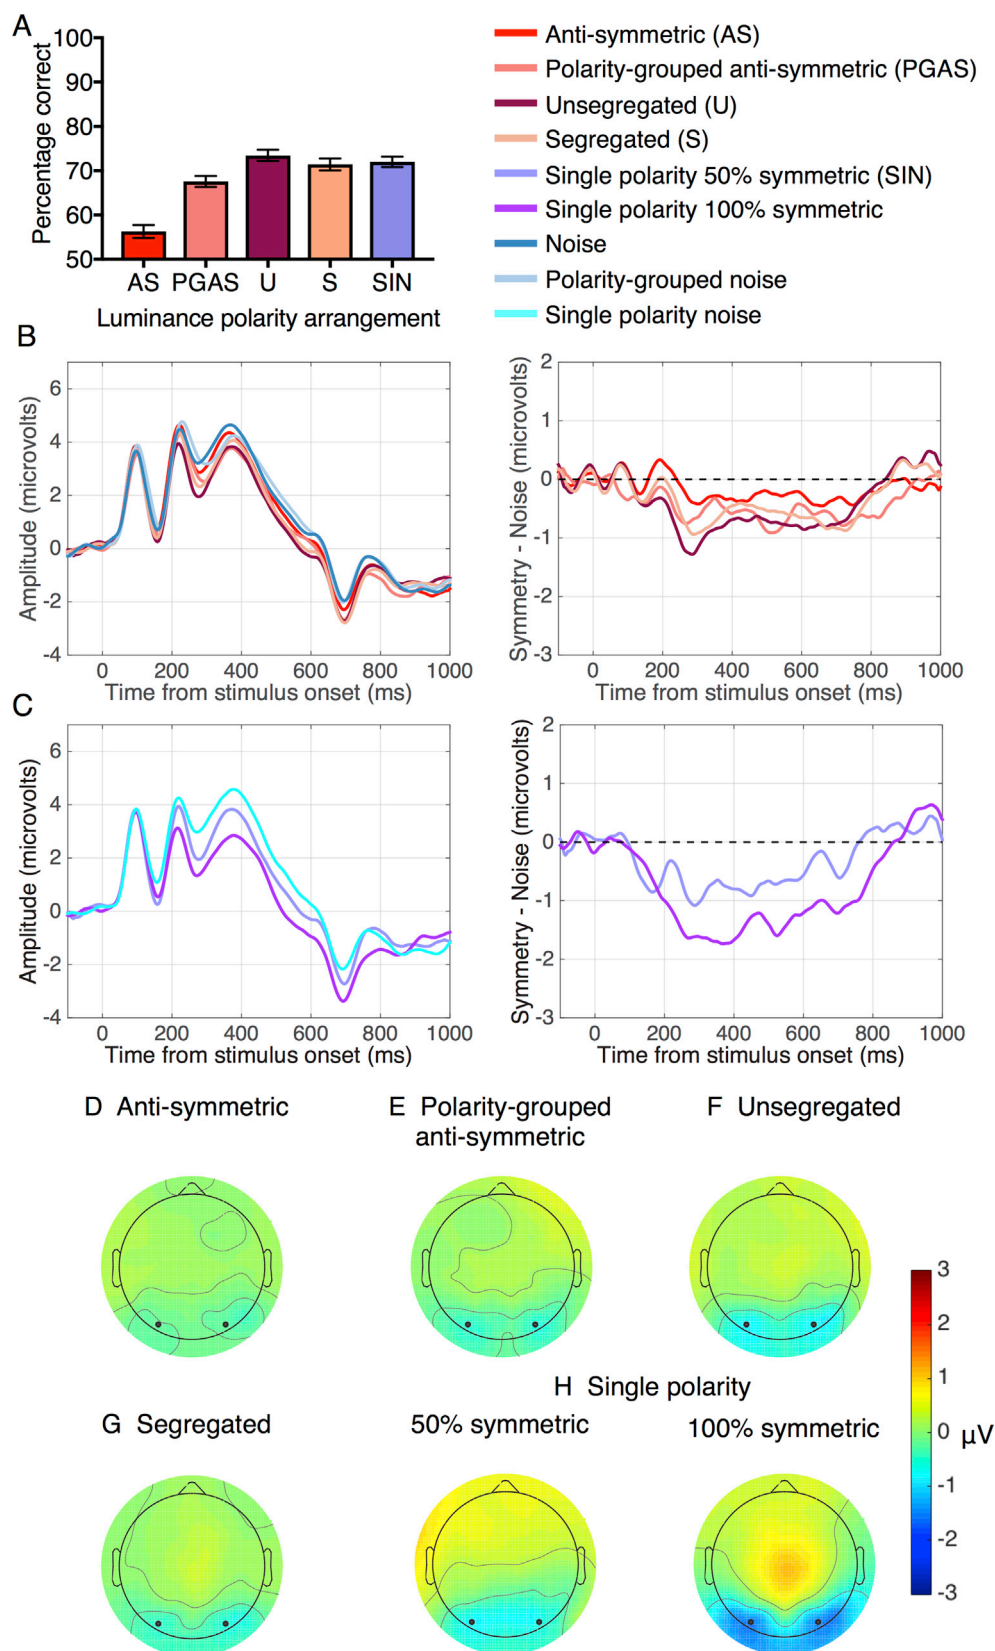 A
100
90
80
70
60
50
Percentage correct
AS PGAS U S SIN
Luminance polarity arrangement
Anti-symmetric (AS)
Polarity-grouped anti-symmetric (PGAS)
Unsegregated (U)
Segregated (S)
Single polarity 50% symmetric (SIN)
Single polarity 100% symmetric
Noise
Polarity-grouped noise
Single polarity noise
B
6
4
2
0
-2
-4
Amplitude (microvolts)
0 200 400 600 800 1000
Time from stimulus onset (ms)
2
1
0
-1
-2
-3
Symmetry - Noise (microvolts)
0 200 400 600 800 1000
Time from stimulus onset (ms)
C
6
4
2
0
-2
-4
Amplitude (microvolts)
0 200 400 600 800 1000
Time from stimulus onset (ms)
2
1
0
-1
-2
-3
Symmetry - Noise (microvolts)
0 200 400 600 800 1000
Time from stimulus onset (ms)
D Anti-symmetric
E Polarity-grouped
anti-symmetric
F Unsegregated
G Segregated
H Single polarity
50% symmetric
100% symmetric
3
2
1
0
-1
-2
-3
µV